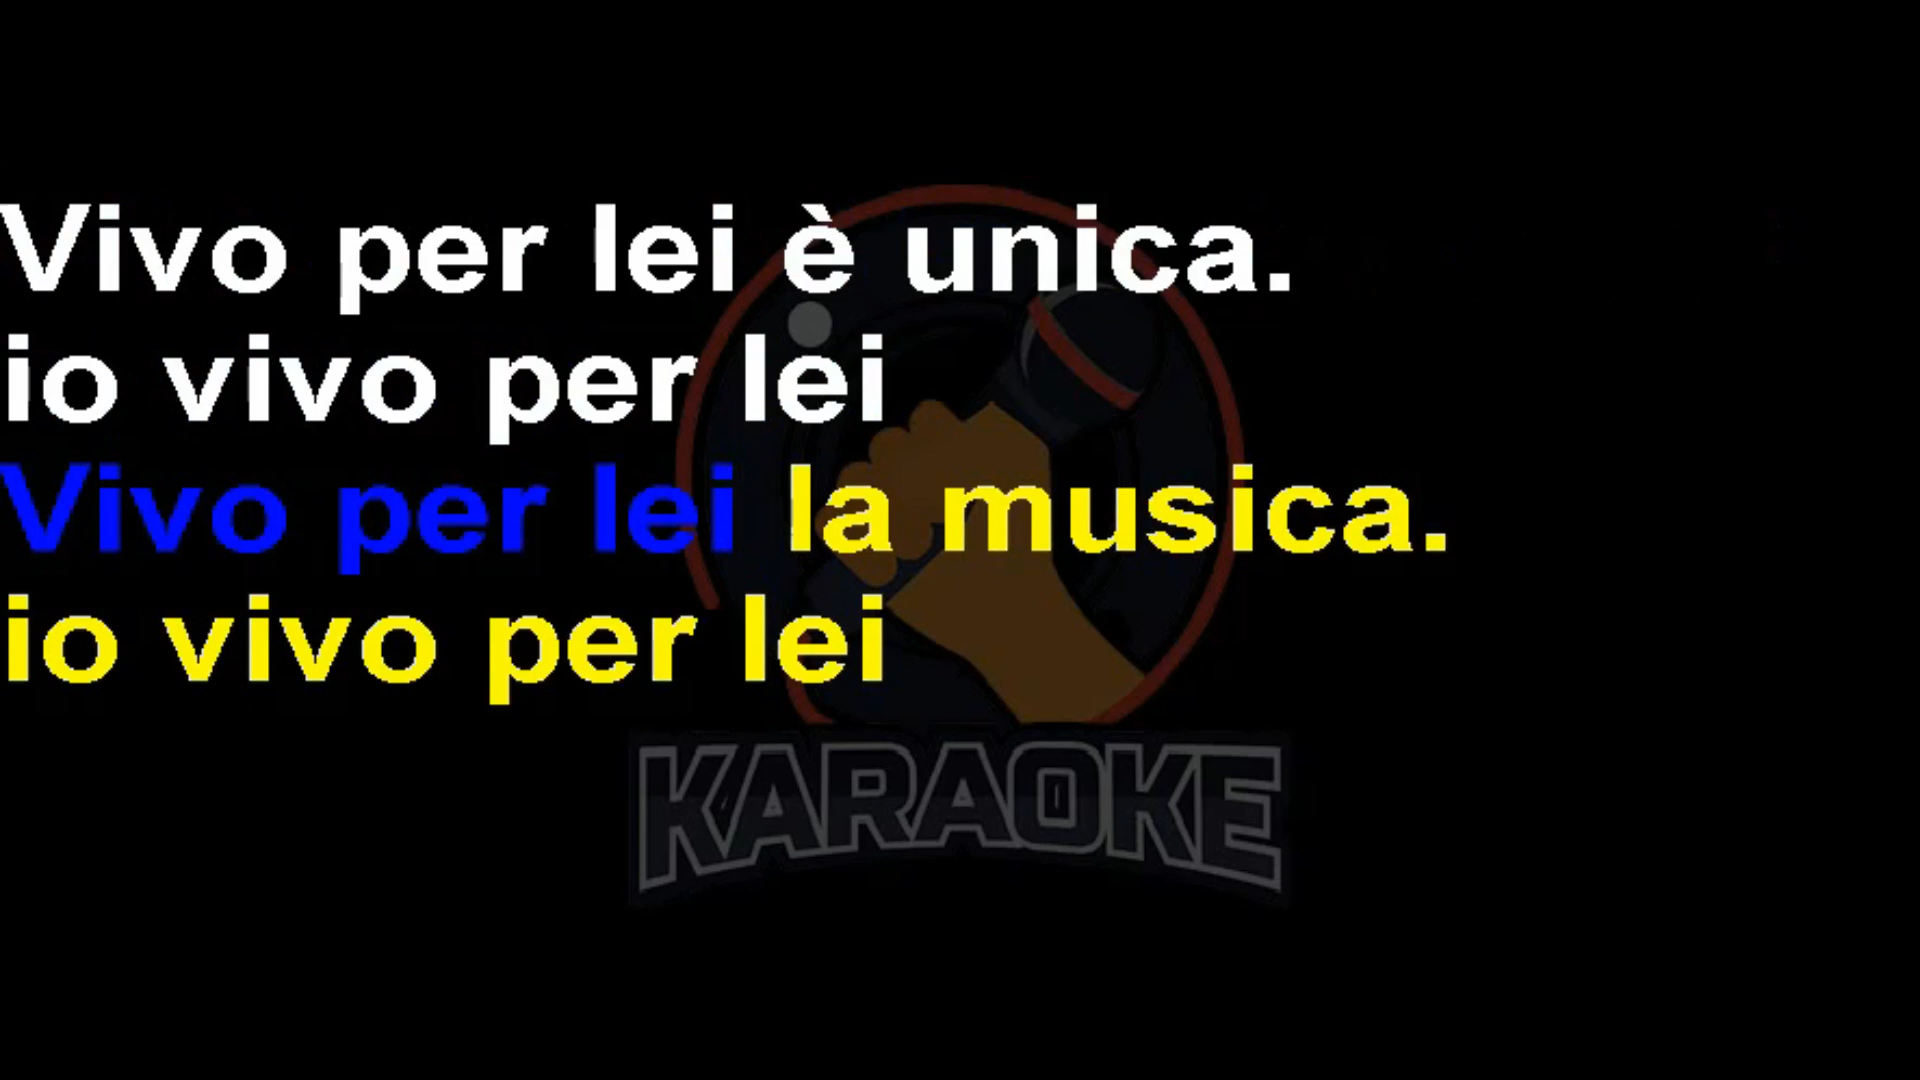 Vivo per lei è unica.
io vivo per lei
Vivo per lei la musica.
io vivo per lei
KARAOKE